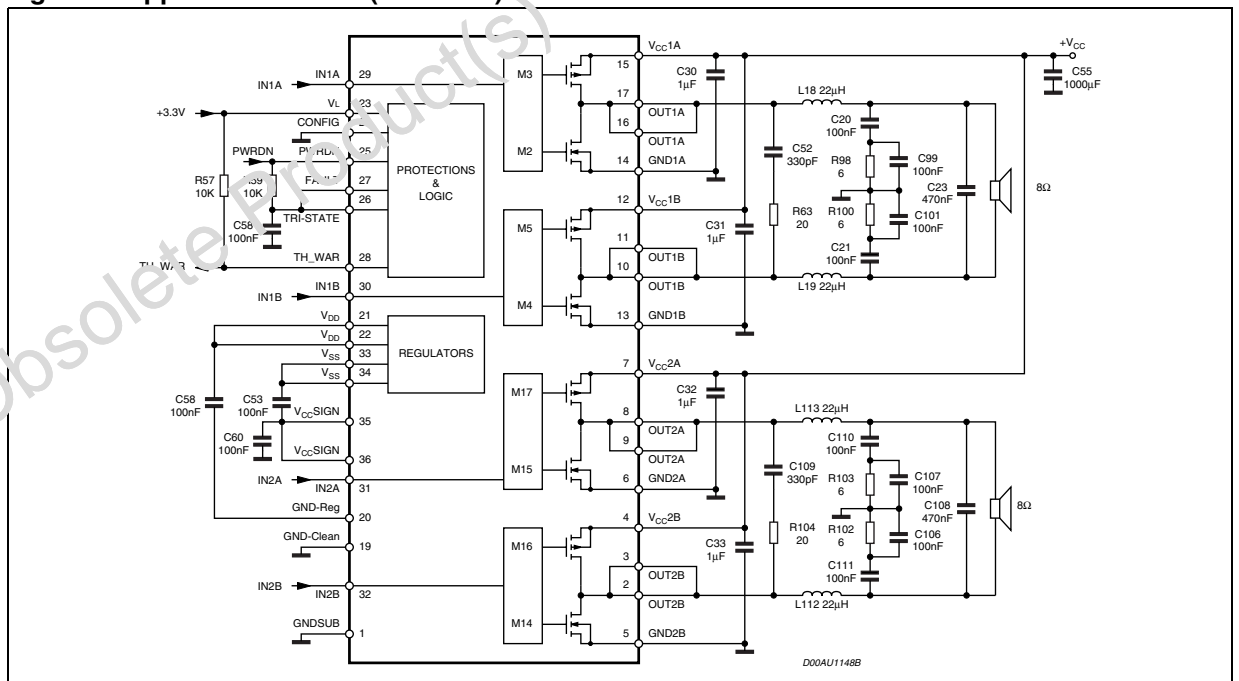 Obsolete Product(s)
IN1A
IN1A
29
+3.3V
VL
23
CONFIG
PWRDN
25
27
26
TRI-STATE
R57
10K
10K
C58
100nF
TH_WAR
TH_WAR
28
IN1B
IN1B
30
VDD
21
VDD
22
VSS
33
VSS
34
C58
100nF
C53
100nF
VCCSIGN
35
C60
100nF
VCCSIGN
36
IN2A
IN2A
31
GND-Reg
20
GND-Clean
19
IN2B
IN2B
32
GNDSUB
1
PROTECTIONS
&
LOGIC
REGULATORS
M3
M2
M5
M4
M17
M15
M16
M14
15
VCC1A
17
OUT1A
16
OUT1A
14
GND1A
12
VCC1B
11
OUT1B
10
OUT1B
13
GND1B
7
VCC2A
8
OUT2A
9
OUT2A
6
GND2A
4
VCC2B
3
OUT2B
2
OUT2B
5
GND2B
C30
1µF
C31
1µF
C32
1µF
C33
1µF
+VCC
C55
1000µF
L18 22µH
C20
100nF
C52
330pF
R98
6
C99
100nF
C23
470nF
8Ω
R63
20
R100
6
C101
100nF
C21
100nF
L19 22µH
L113 22µH
C110
100nF
C109
330pF
R103
6
C107
100nF
C108
470nF
8Ω
R104
20
R102
6
C106
100nF
C111
100nF
L112 22µH
D00AU1148B